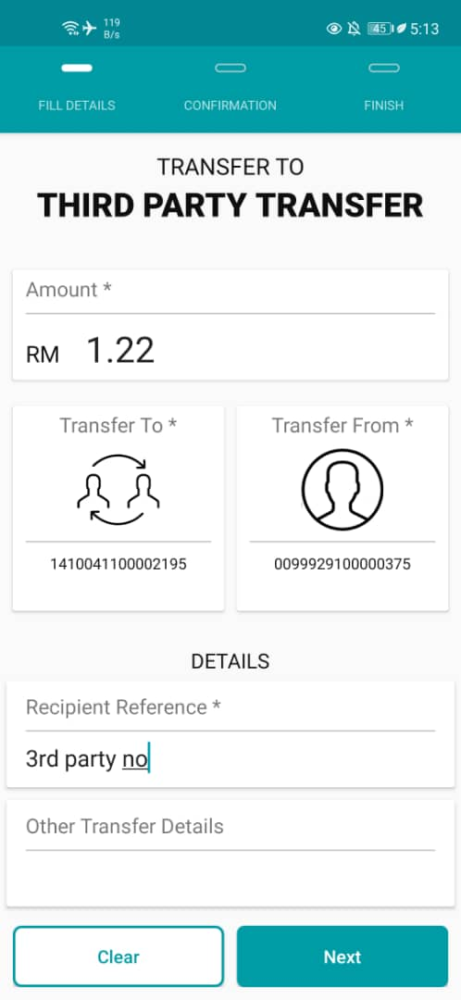 119
B/s
45
5:13
FILL DETAILS
CONFIRMATION
FINISH
TRANSFER TO
THIRD PARTY TRANSFER
Amount *
RM 1.22
Transfer To *
Transfer From *
1410041100002195
0099929100000375
DETAILS
Recipient Reference *
3rd party no
Other Transfer Details
Clear
Next